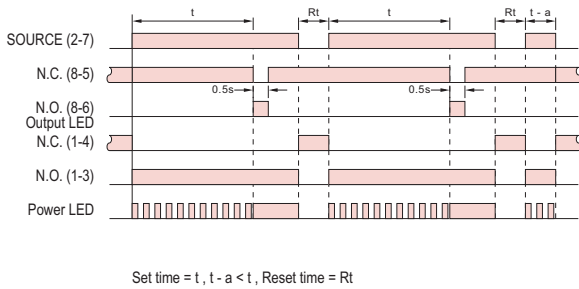 t Rt t Rt t - a
SOURCE (2-7)
N.C. (8-5)
0.5s 0.5s
N.O. (8-6)
Output LED
N.C. (1-4)
N.O. (1-3)
Power LED
Set time = t , t - a < t , Reset time = Rt